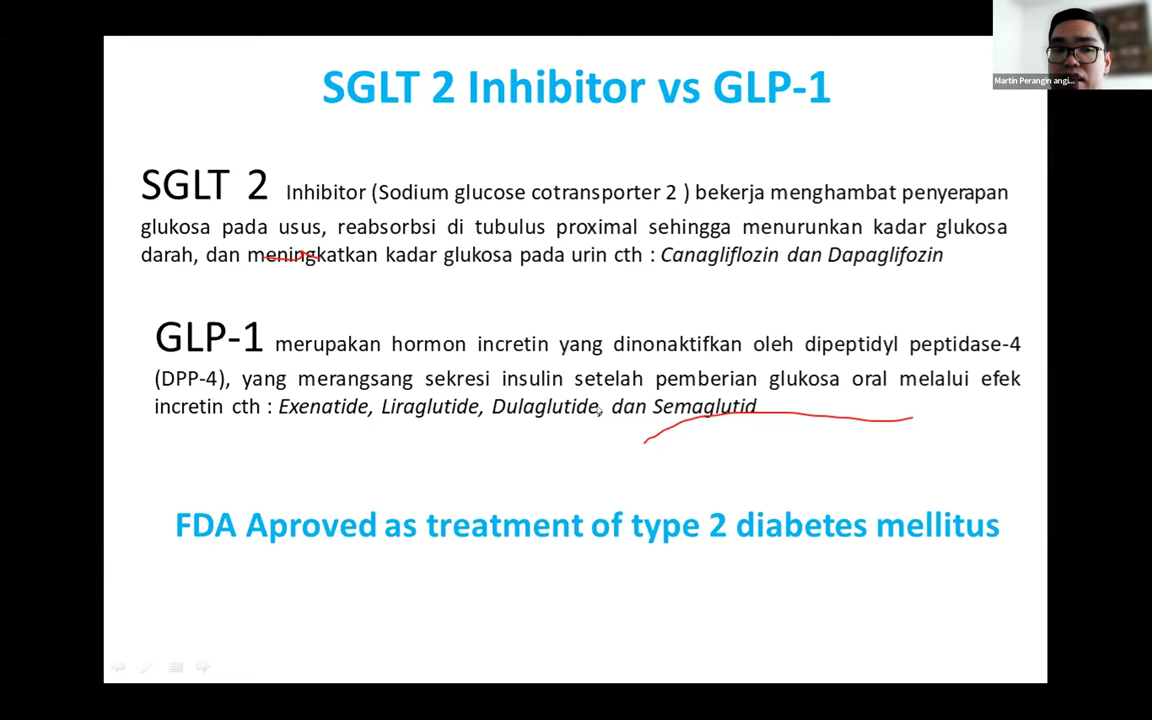 SGLT 2 Inhibitor vs GLP-1
Martin Perangin angi...
SGLT 2 Inhibitor (Sodium glucose cotransporter 2 ) bekerja menghambat penyerapan
glukosa pada usus, reabsorbsi di tubulus proximal sehingga menurunkan kadar glukosa
darah, dan meningkatkan kadar glukosa pada urin cth : Canagliflozin dan Dapaglifozin
GLP-1 merupakan hormon incretin yang dinonaktifkan oleh dipeptidyl peptidase-4
(DPP-4), yang merangsang sekresi insulin setelah pemberian glukosa oral melalui efek
incretin cth : Exenatide, Liraglutide, Dulaglutide, dan Semaglutid
FDA Aproved as treatment of type 2 diabetes mellitus